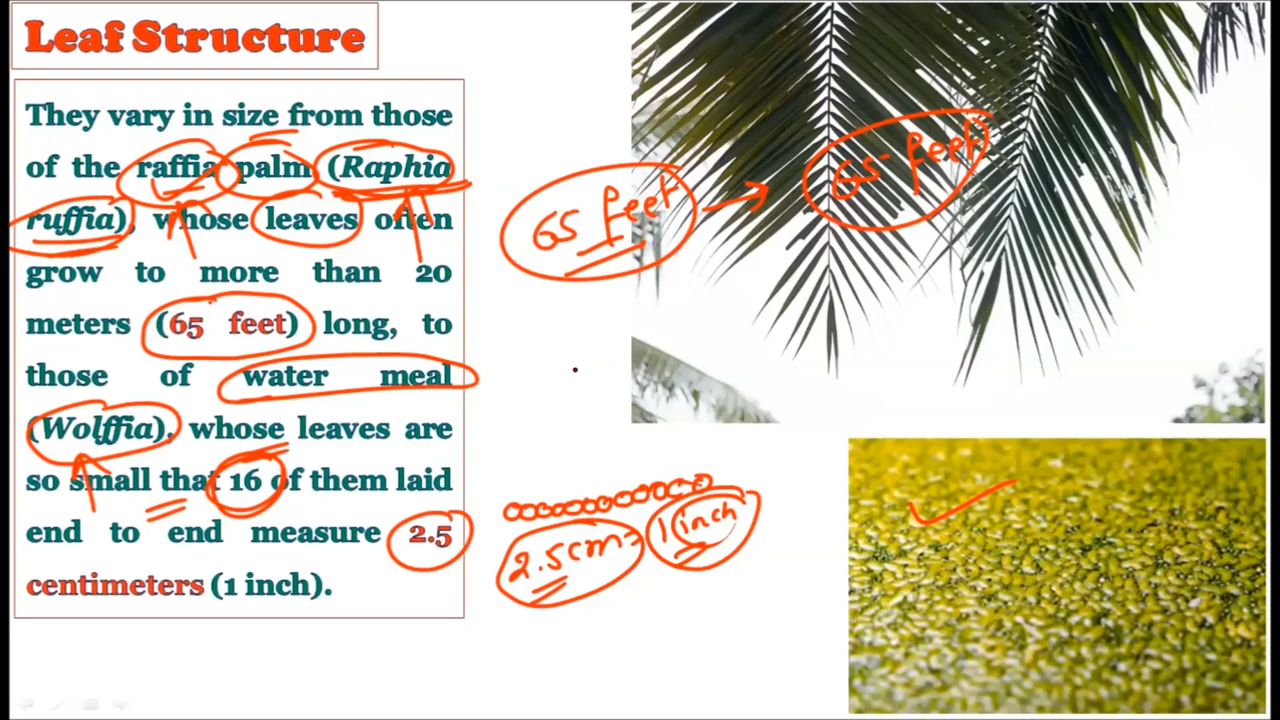 Leaf Structure
They vary in size from those
of the raffia palm (Raphia
ruffia), whose leaves often
grow to more than 20
meters (65 feet) long, to
those of water meal
(Wolffia), whose leaves are
so small that 16 of them laid
end to end measure 2.5
centimeters (1 inch).
65 feet → 65 feet
2.5 cm = 1 inch